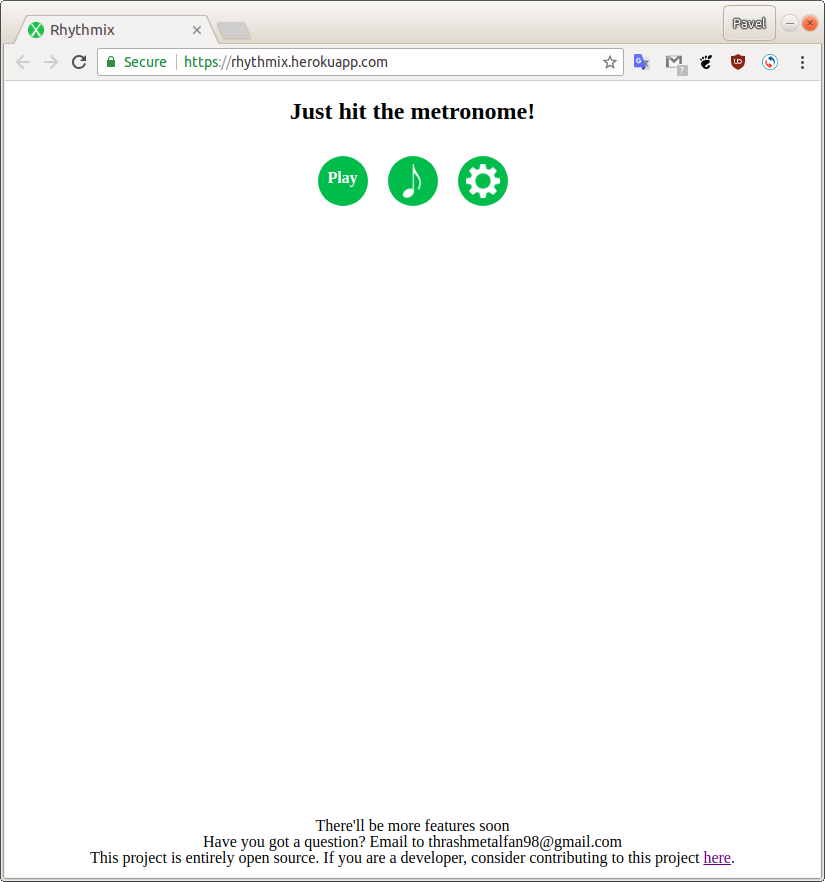 Rhythmix
Pavel
Secure
https://rhythmix.herokuapp.com
Just hit the metronome!
Play
There'll be more features soon
Have you got a question? Email to thrashmetalfan98@gmail.com
This project is entirely open source. If you are a developer, consider contributing to this project here.